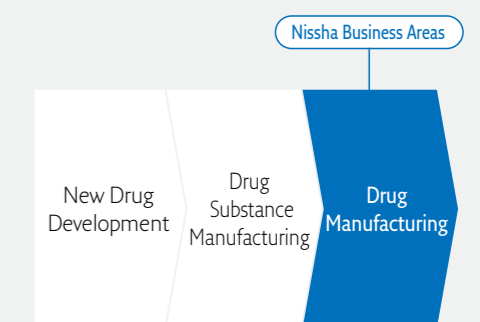 Nissha Business Areas
New Drug
Development
Drug
Substance
Manufacturing
Drug
Manufacturing